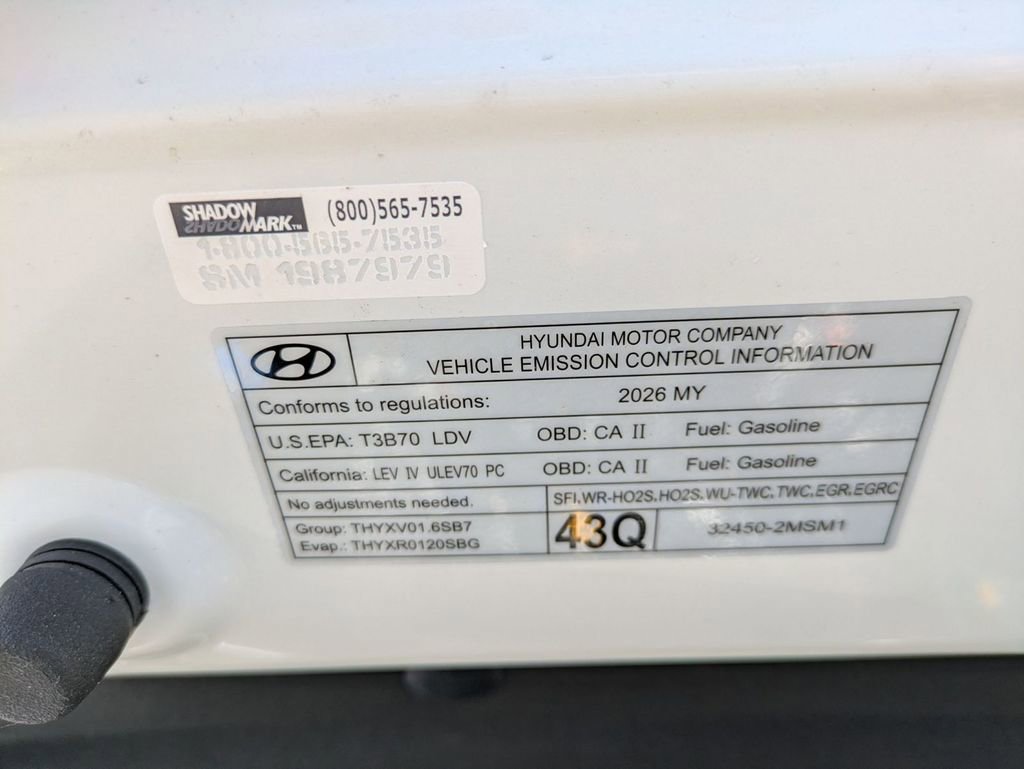 SHADOW
MARK™ (800)565-7535
1-800-565-7535
SM 1987979
HYUNDAI MOTOR COMPANY
VEHICLE EMISSION CONTROL INFORMATION
Conforms to regulations: 2026 MY
U.S.EPA: T3B70 LDV OBD: CA II Fuel: Gasoline
California: LEV IV ULEV70 PC OBD: CA II Fuel: Gasoline
No adjustments needed. SFI,WR-HO2S,HO2S,WU-TWC,TWC,EGR,EGRC
Group: THYXV01.6SB7
Evap.: THYXR0120SBG
43Q 32450-2MSM1